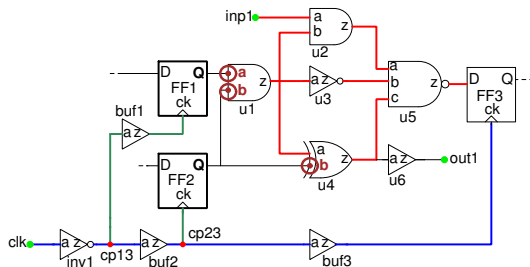 inp1
a
b
z
u2
D
Q
FF1
ck
a
b
z
u1
a z
u3
a
b
c
z
u5
D
Q
FF3
ck
buf1
a z
D
Q
FF2
ck
a
b
z
u4
a z
u6
out1
clk
a z
inv1
cp13
a z
buf2
cp23
a z
buf3